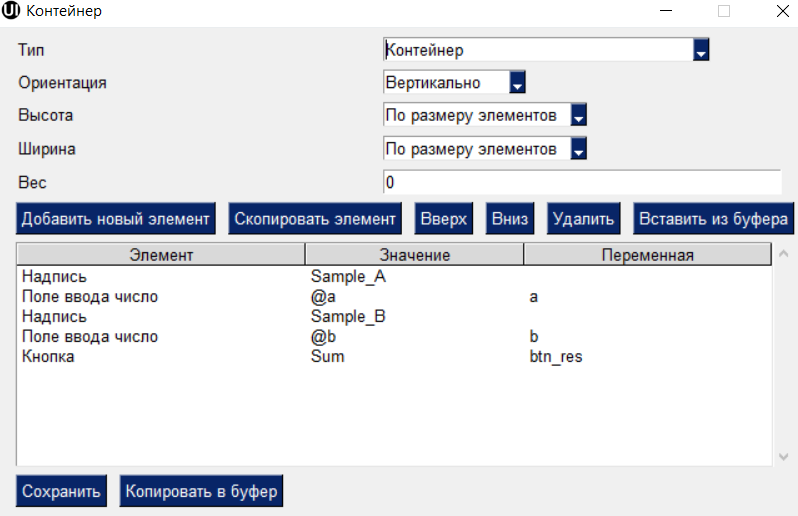 UI Контейнер
Тип Контейнер
Ориентация Вертикально
Высота По размеру элементов
Ширина По размеру элементов
Вес 0
Добавить новый элемент Скопировать элемент Вверх Вниз Удалить Вставить из буфера
Элемент Значение Переменная
Надпись Sample_A
Поле ввода число @a a
Надпись Sample_B
Поле ввода число @b b
Кнопка Sum btn_res
Сохранить Копировать в буфер